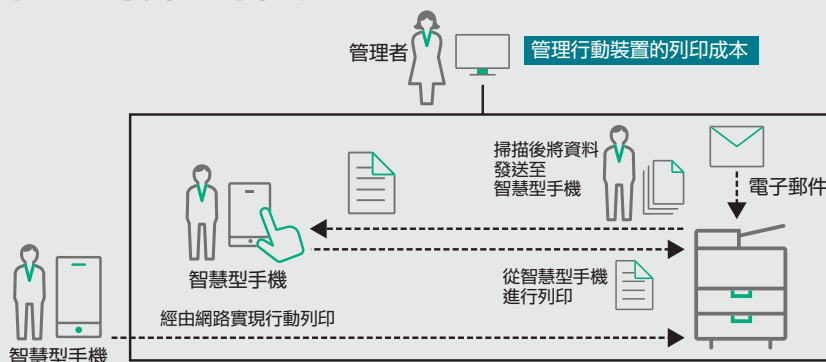 管理者
管理行動裝置的列印成本
掃描後將資料
發送至
智慧型手機
電子郵件
智慧型手機
從智慧型手機
進行列印
經由網路實現行動列印
智慧型手機